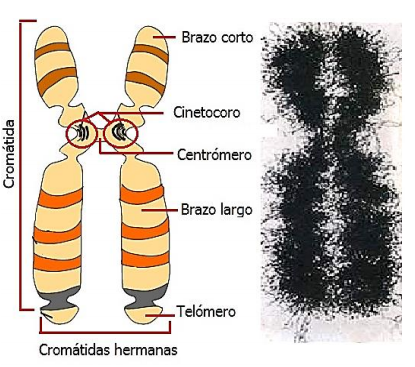 Brazo corto
Cinetocoro
Centrómero
Cromátida
Brazo largo
Telómero
Cromátidas hermanas